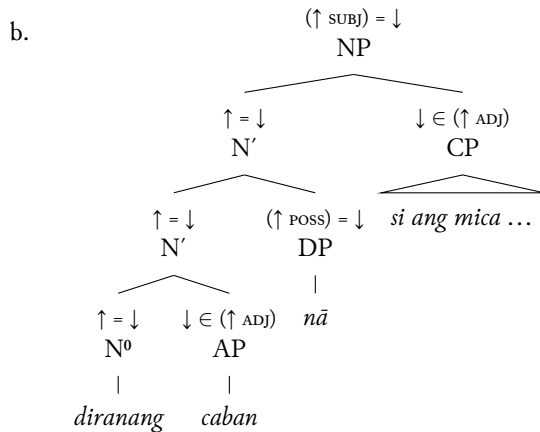 b.
(↑ SUBJ) = ↓
NP
↑ = ↓ ↓ ∈ (↑ ADJ)
N′ CP
↑ = ↓ (↑ POSS) = ↓ si ang mica …
N′ DP
↑ = ↓ ↓ ∈ (↑ ADJ) nā
N⁰ AP
diranang caban